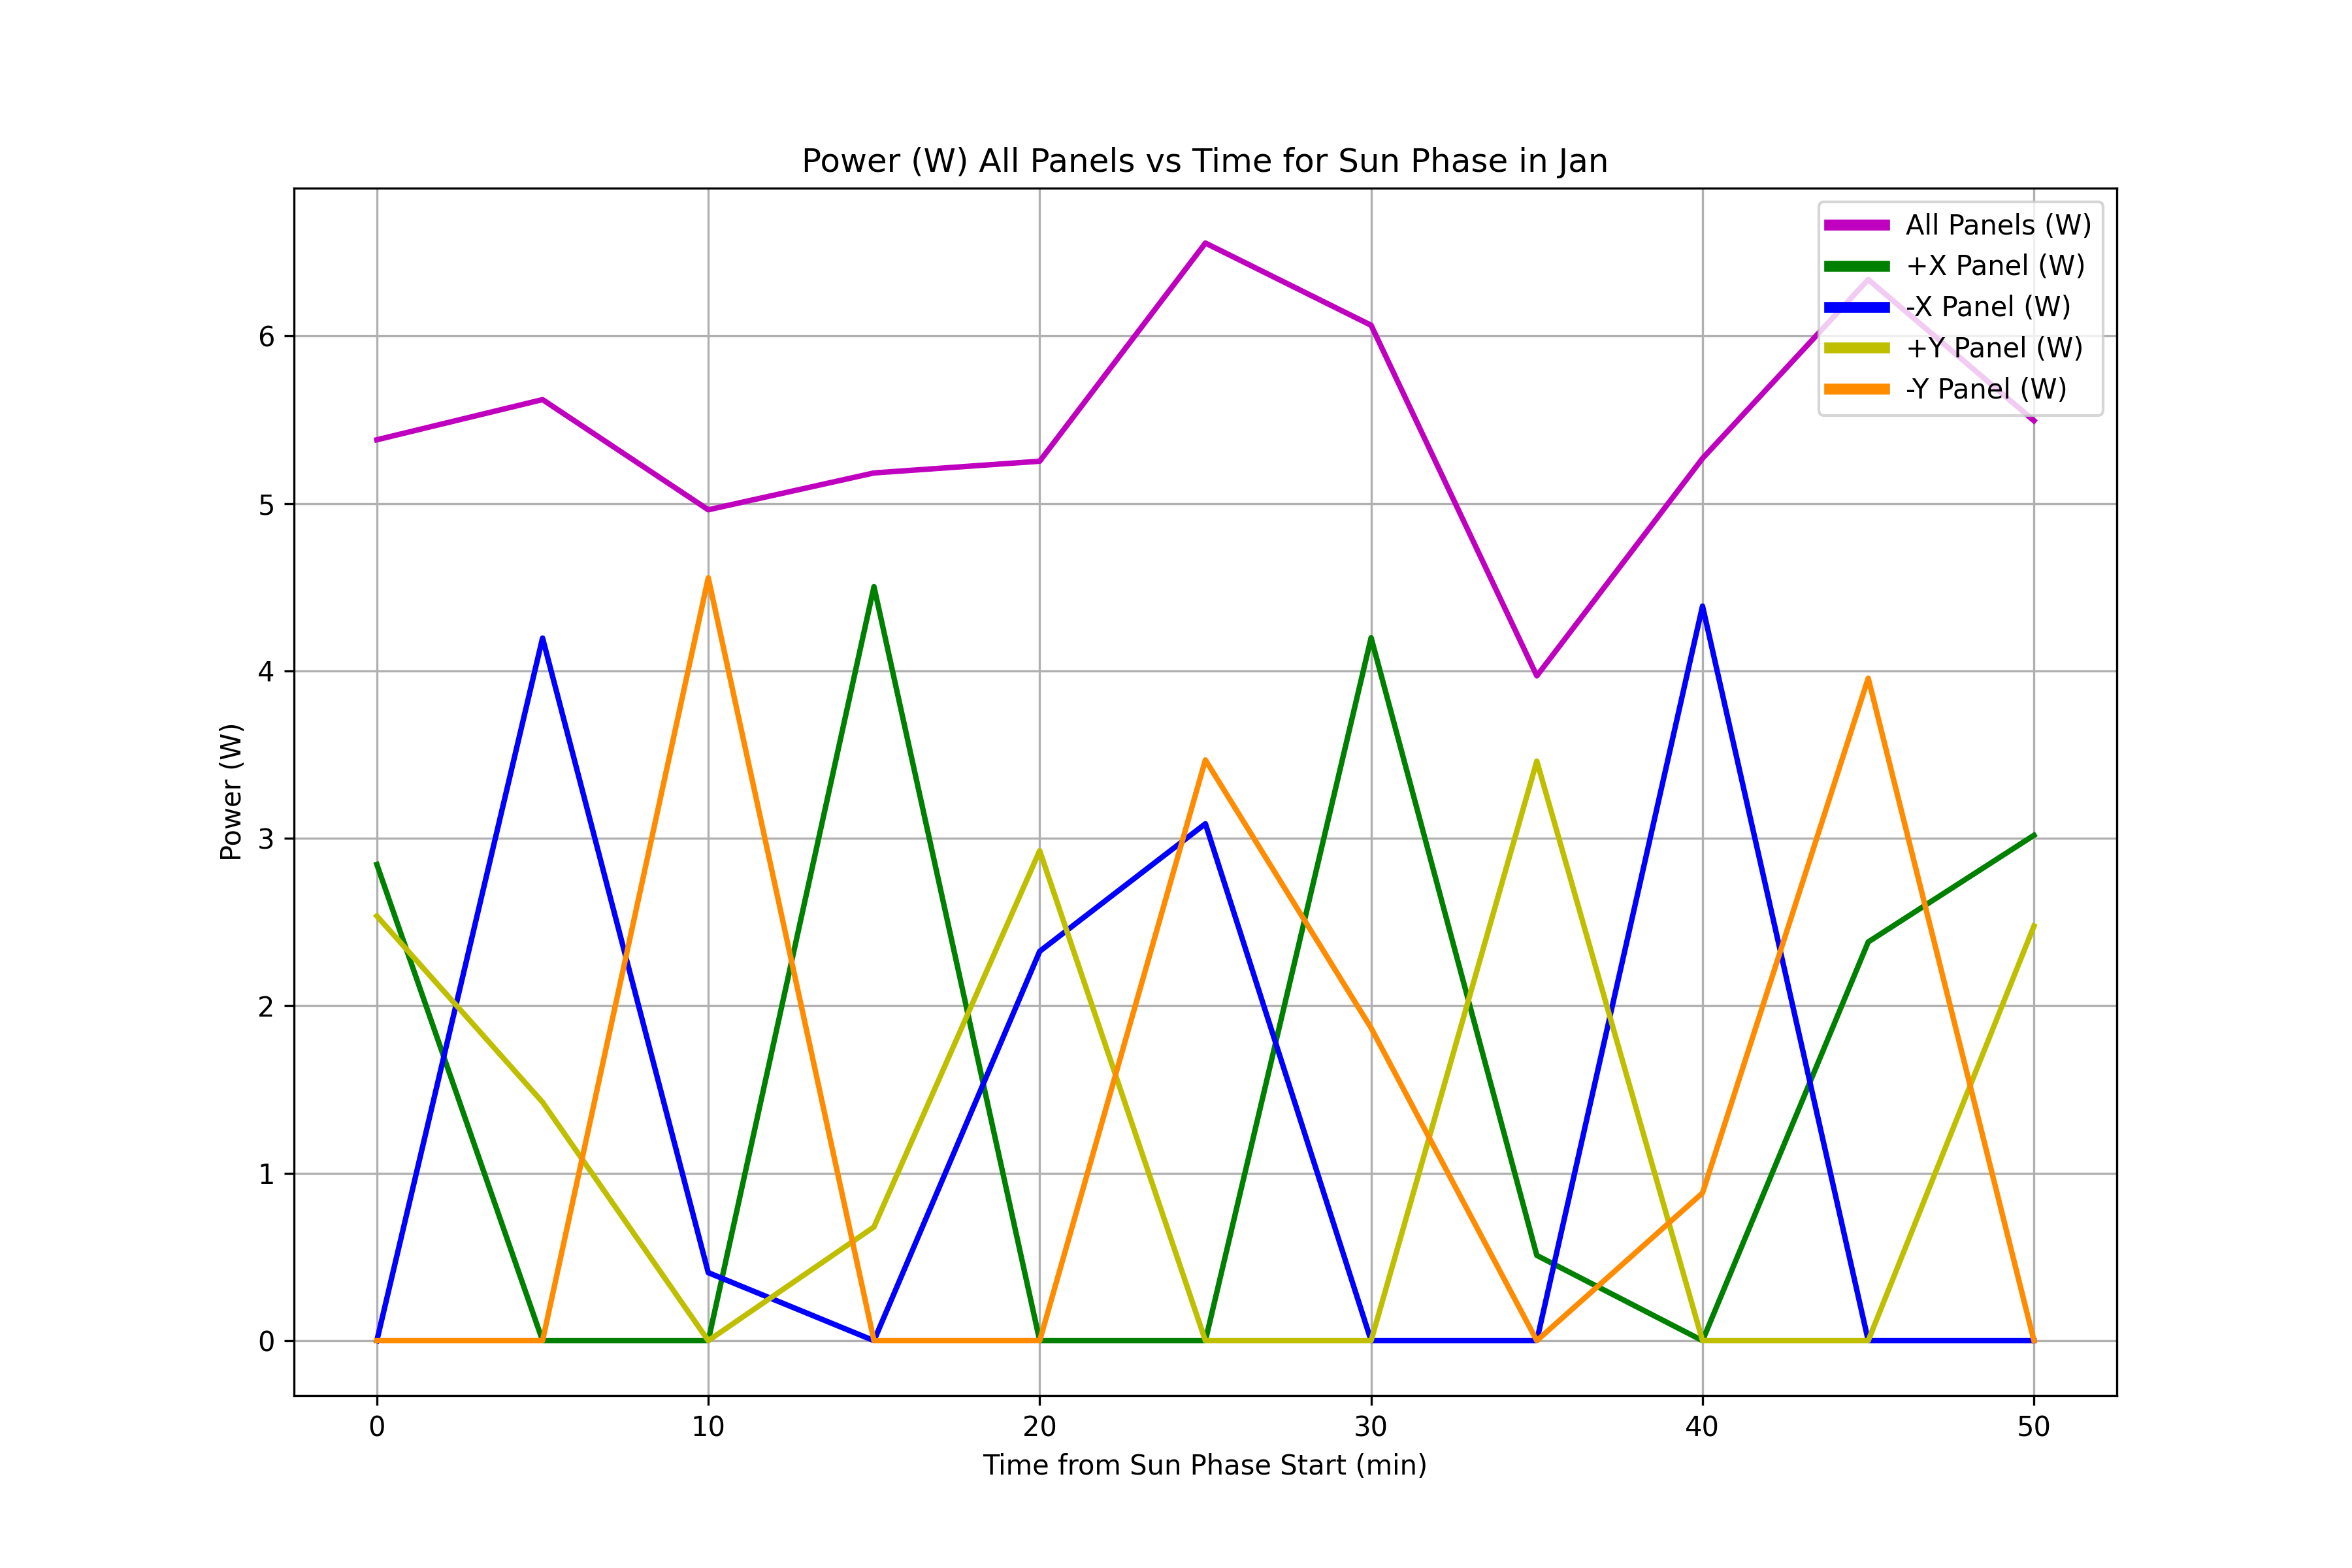 Power (W) All Panels vs Time for Sun Phase in Jan
All Panels (W)
+X Panel (W)
-X Panel (W)
+Y Panel (W)
-Y Panel (W)
6
5
4
3
2
1
0
Power (W)
0 10 20 30 40 50
Time from Sun Phase Start (min)